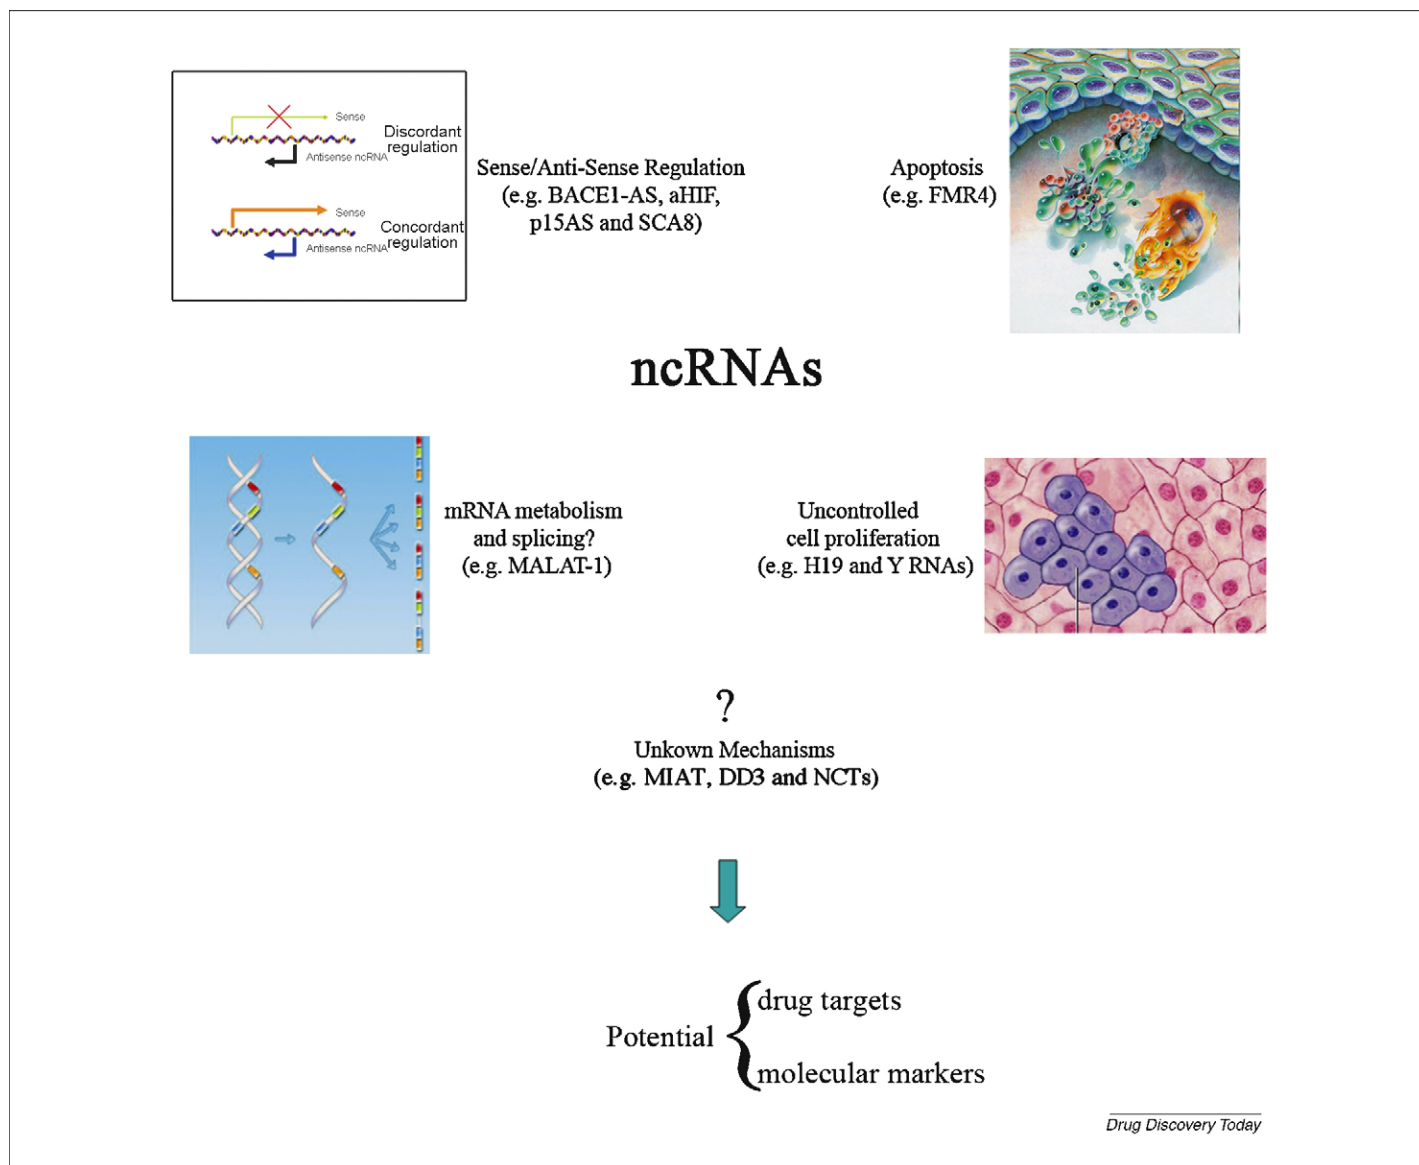 Sense
Discordant
regulation
Antisense ncRNA
Sense
Concordant
regulation
Antisense ncRNA
Sense/Anti-Sense Regulation
(e.g. BACE1-AS, aHIF,
p15AS and SCA8)
Apoptosis
(e.g. FMR4)
ncRNAs
mRNA metabolism
and splicing?
(e.g. MALAT-1)
Uncontrolled
cell proliferation
(e.g. H19 and Y RNAs)
?
Unkown Mechanisms
(e.g. MIAT, DD3 and NCTs)
Potential
{
drug targets
molecular markers
Drug Discovery Today